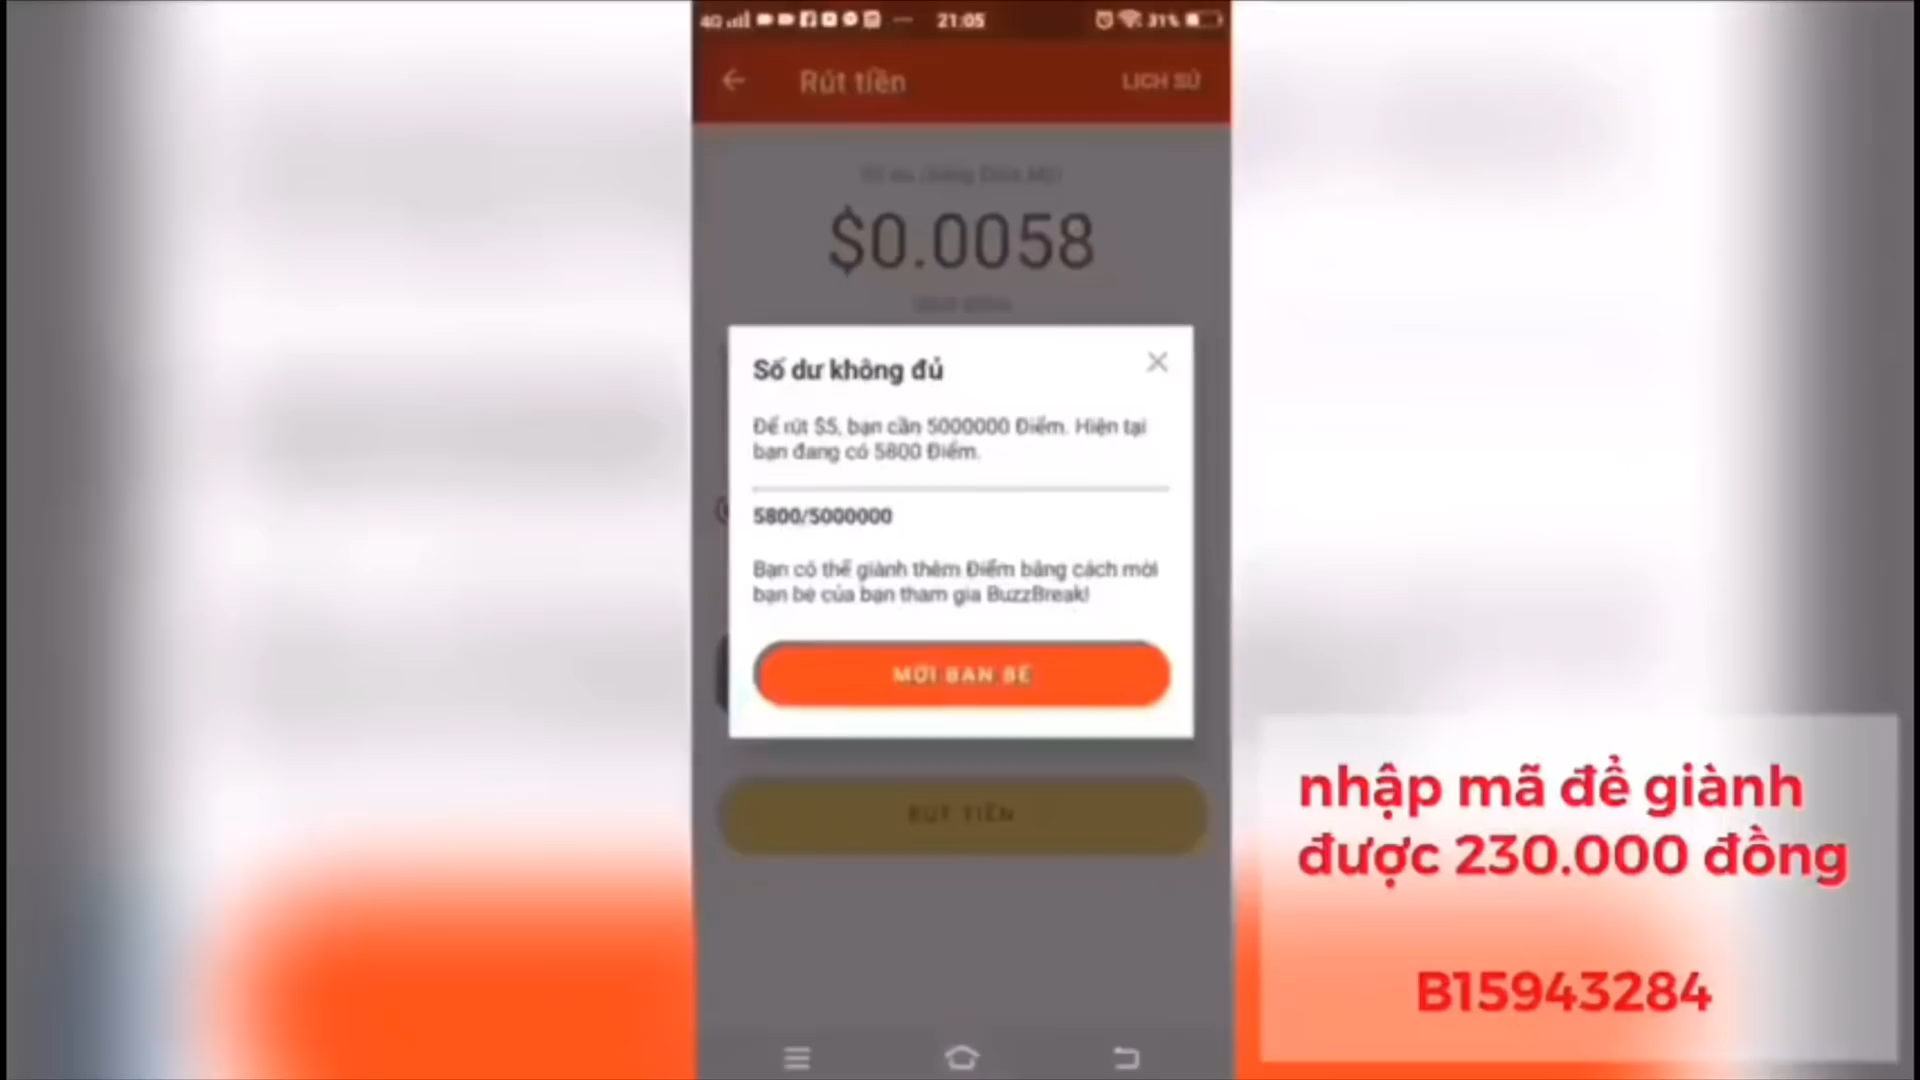 4G 21:05 31%
Rút tiền LỊCH SỬ
$0.0058
Số dư không đủ
Để rút $5, bạn cần 5000000 Điểm. Hiện tại
bạn đang có 5800 Điểm.
5800/5000000
Bạn có thể giành thêm Điểm bằng cách mời
bạn bè của bạn tham gia BuzzBreak!
MỜI BẠN BÈ
RÚT TIỀN
nhập mã để giành
được 230.000 đồng
B15943284